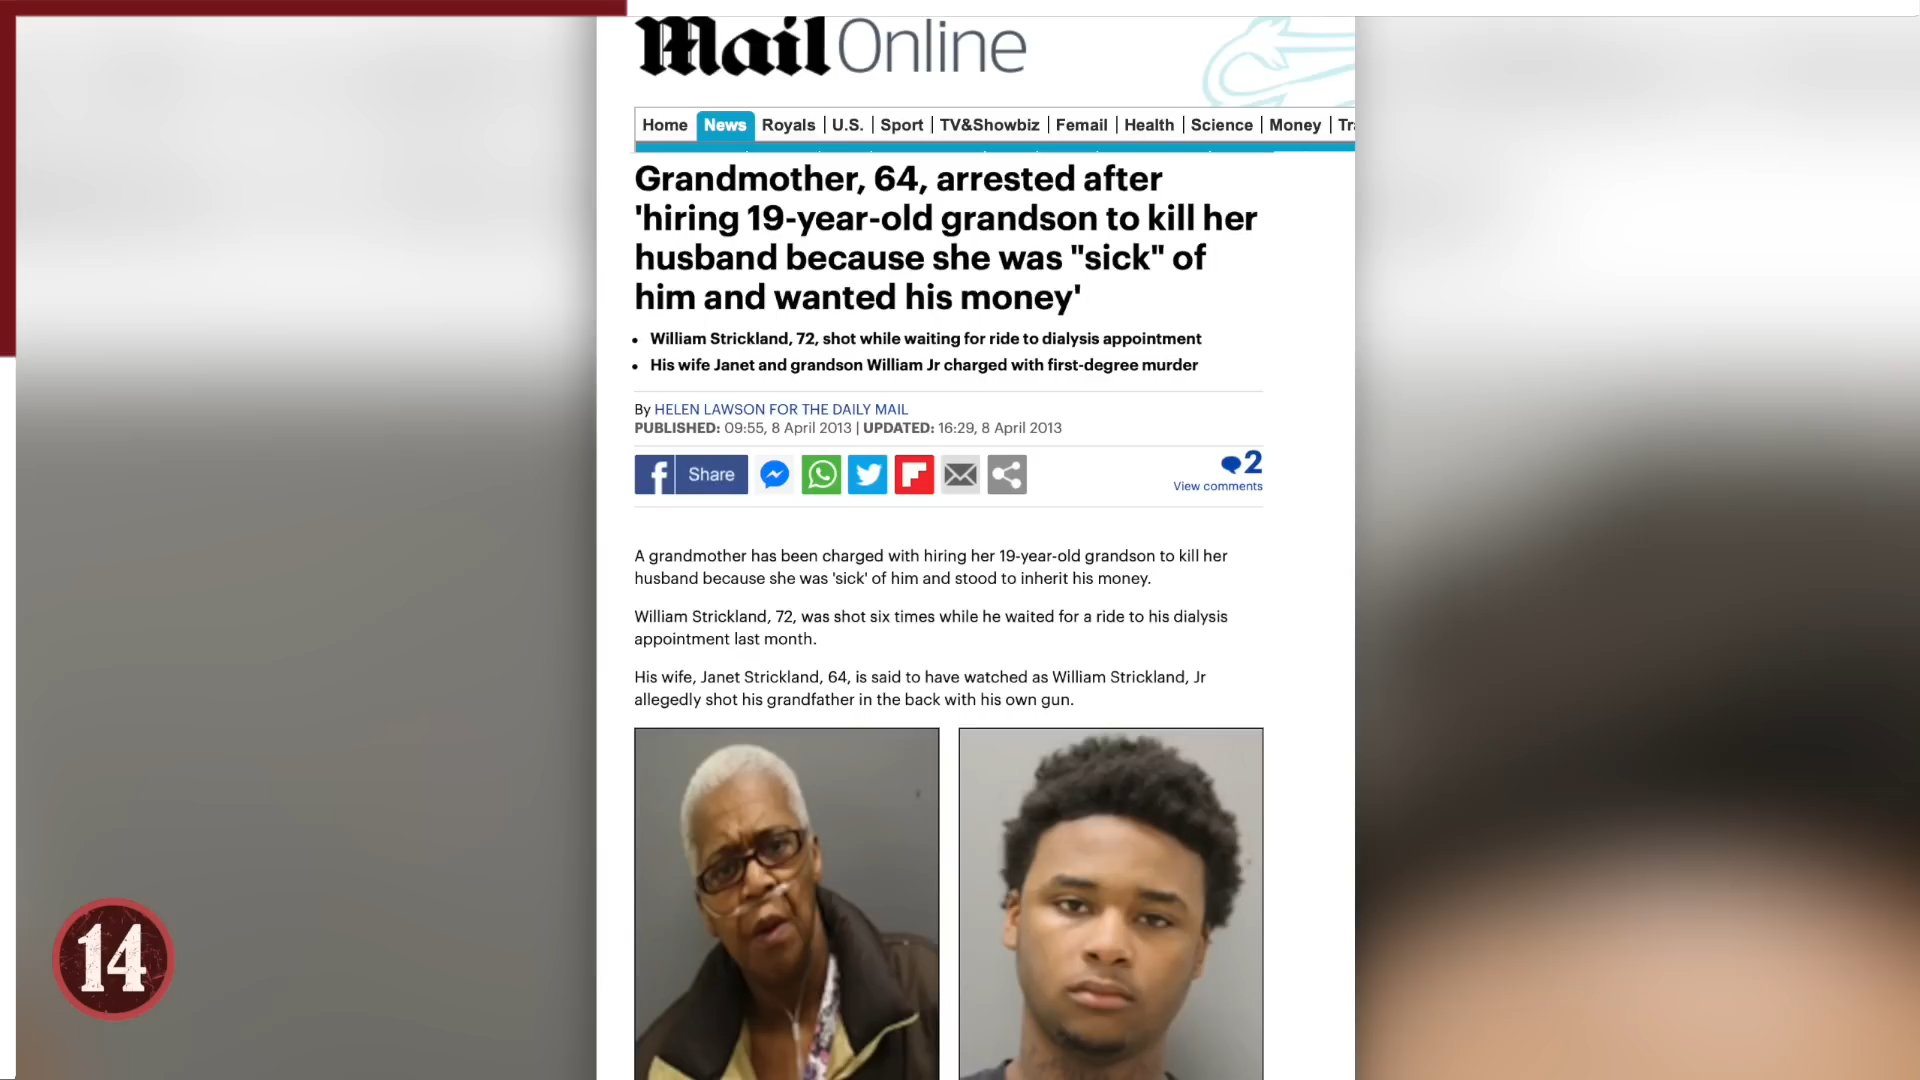 Mail Online
Home News Royals U.S. Sport TV&Showbiz Femail Health Science Money
Grandmother, 64, arrested after
'hiring 19-year-old grandson to kill her
husband because she was "sick" of
him and wanted his money'
• William Strickland, 72, shot while waiting for ride to dialysis appointment
• His wife Janet and grandson William Jr charged with first-degree murder
By HELEN LAWSON FOR THE DAILY MAIL
PUBLISHED: 09:55, 8 April 2013 | UPDATED: 16:29, 8 April 2013
f Share
2
View comments
A grandmother has been charged with hiring her 19-year-old grandson to kill her
husband because she was 'sick' of him and stood to inherit his money.
William Strickland, 72, was shot six times while he waited for a ride to his dialysis
appointment last month.
His wife, Janet Strickland, 64, is said to have watched as William Strickland, Jr
allegedly shot his grandfather in the back with his own gun.
14